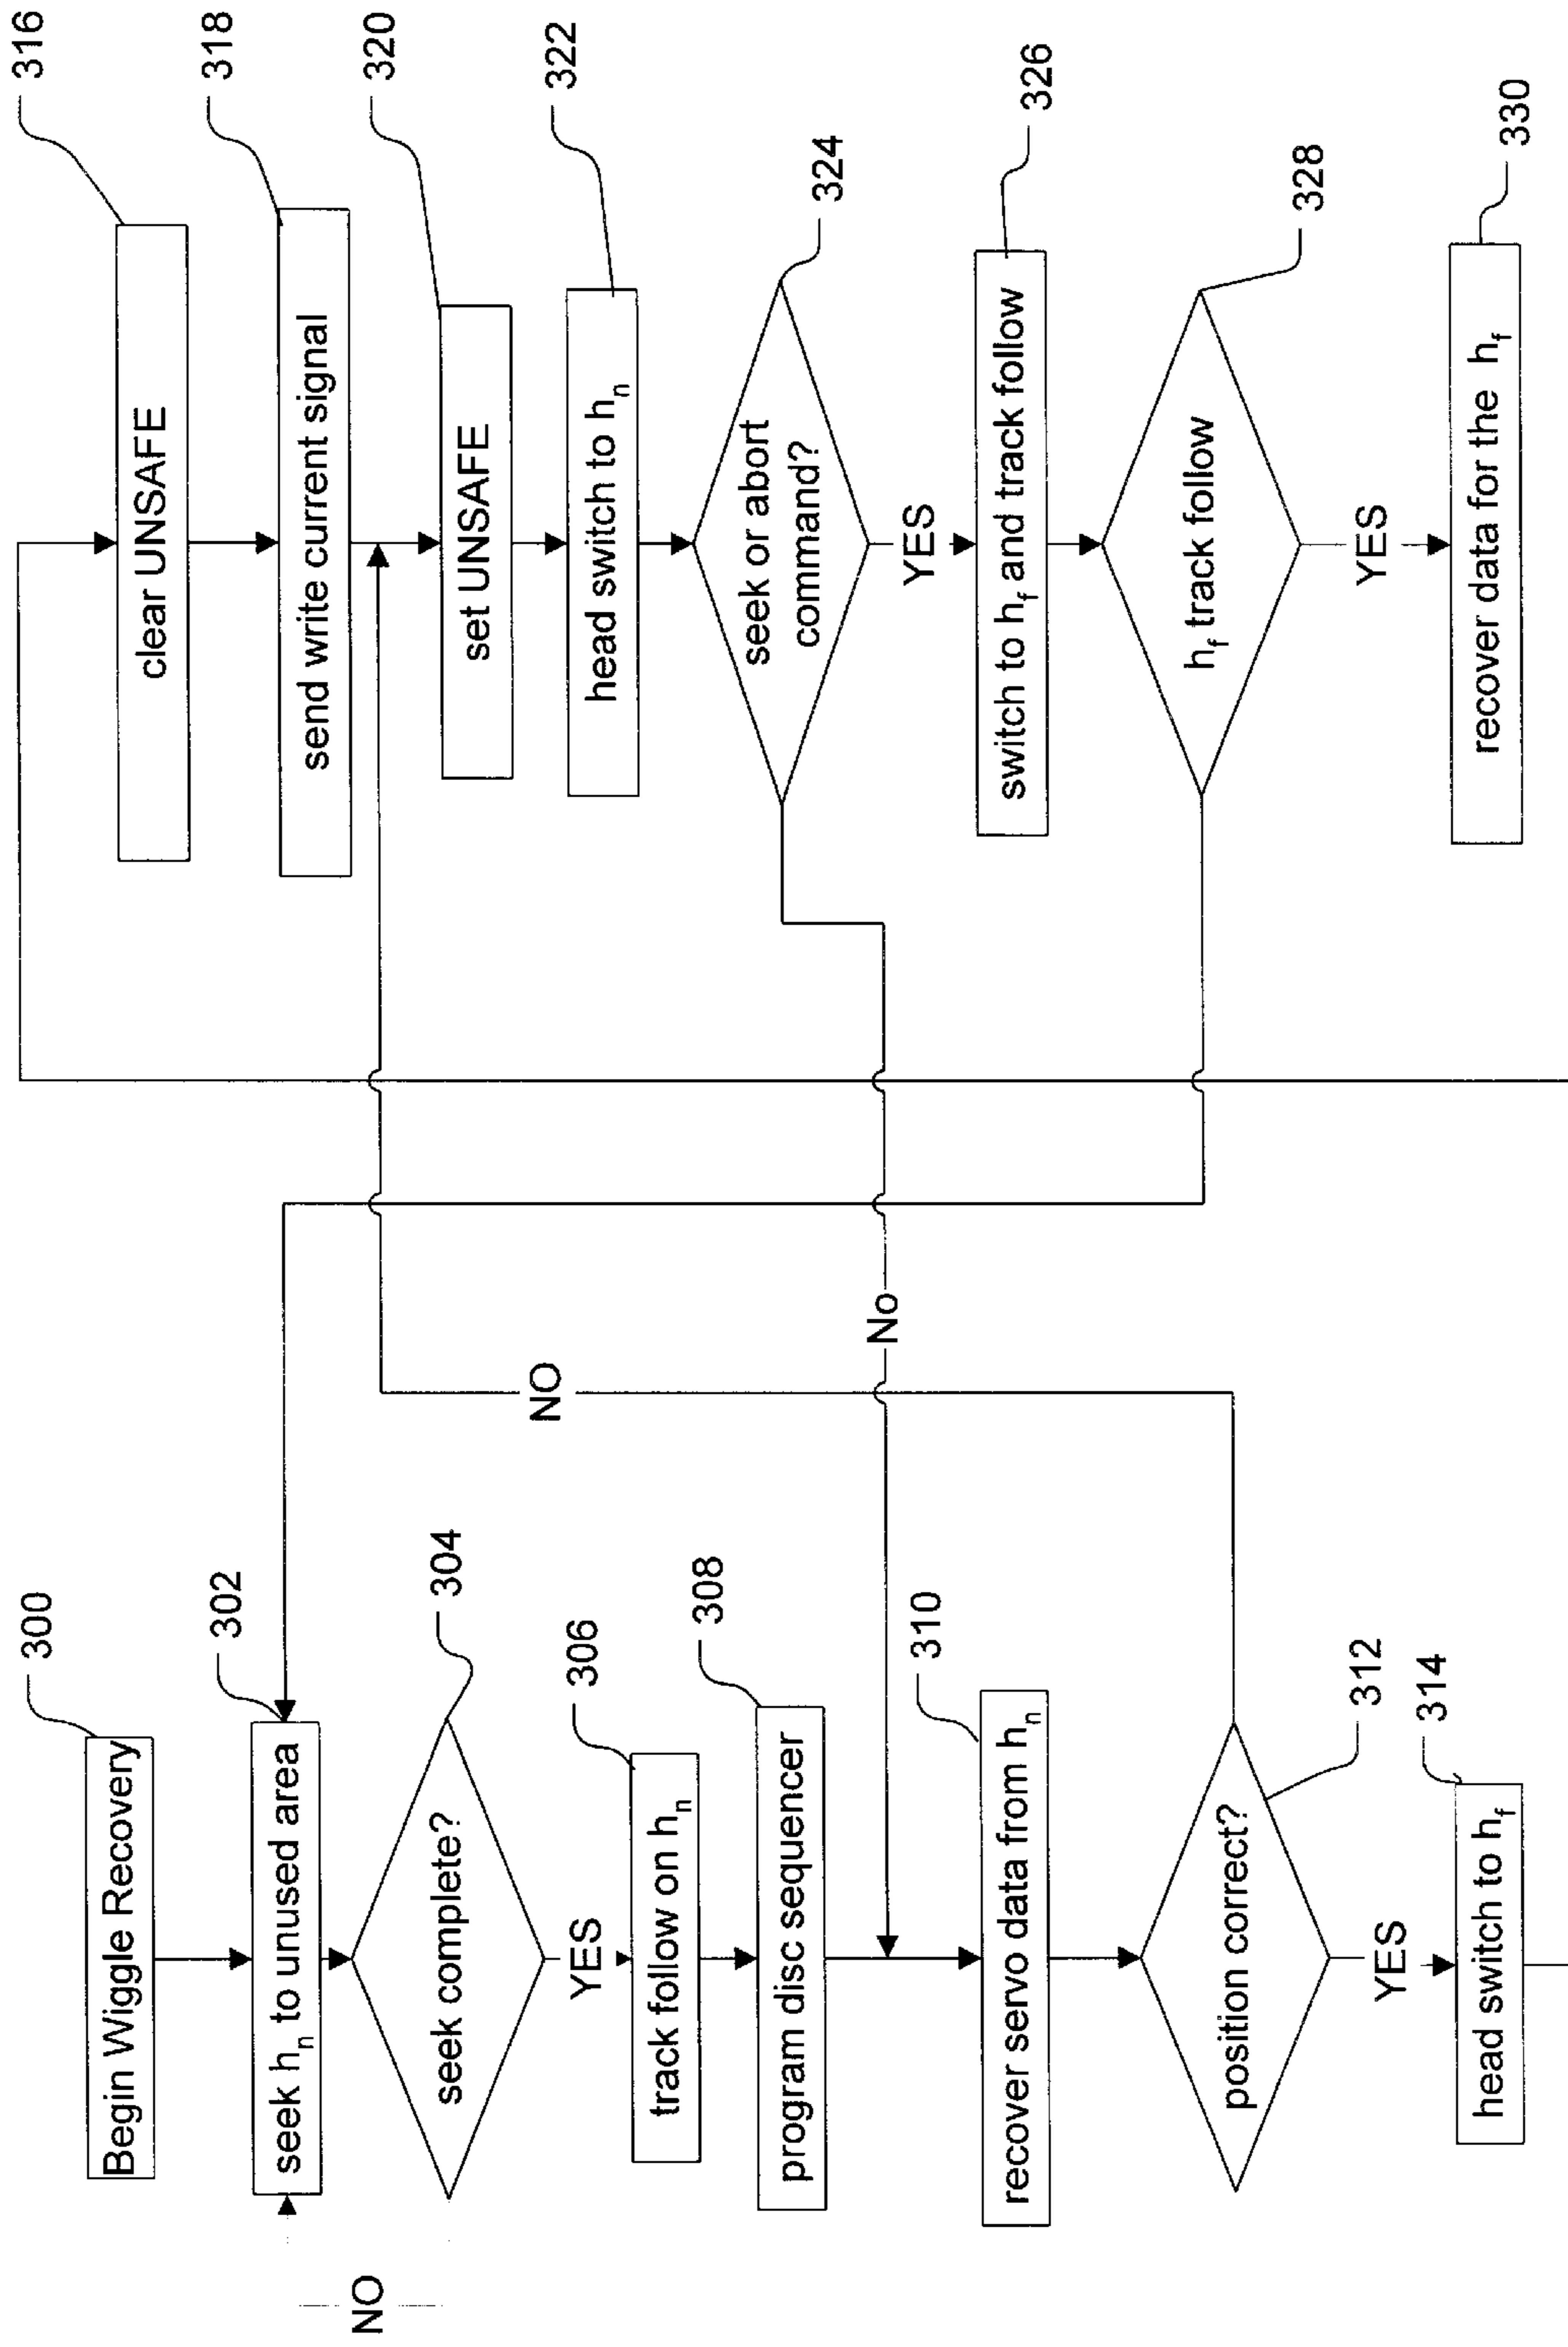 300
Begin Wiggle Recovery
302
seek hn to unused area
NO
304
seek complete?
YES
306
track follow on hn
308
program disc sequencer
310
recover servo data from hn
312
position correct?
NO
YES
314
head switch to hf
316
clear UNSAFE
318
send write current signal
320
set UNSAFE
322
head switch to hn
324
seek or abort
command?
No
YES
326
switch to hf and track follow
328
hf track follow
YES
330
recover data for the hf